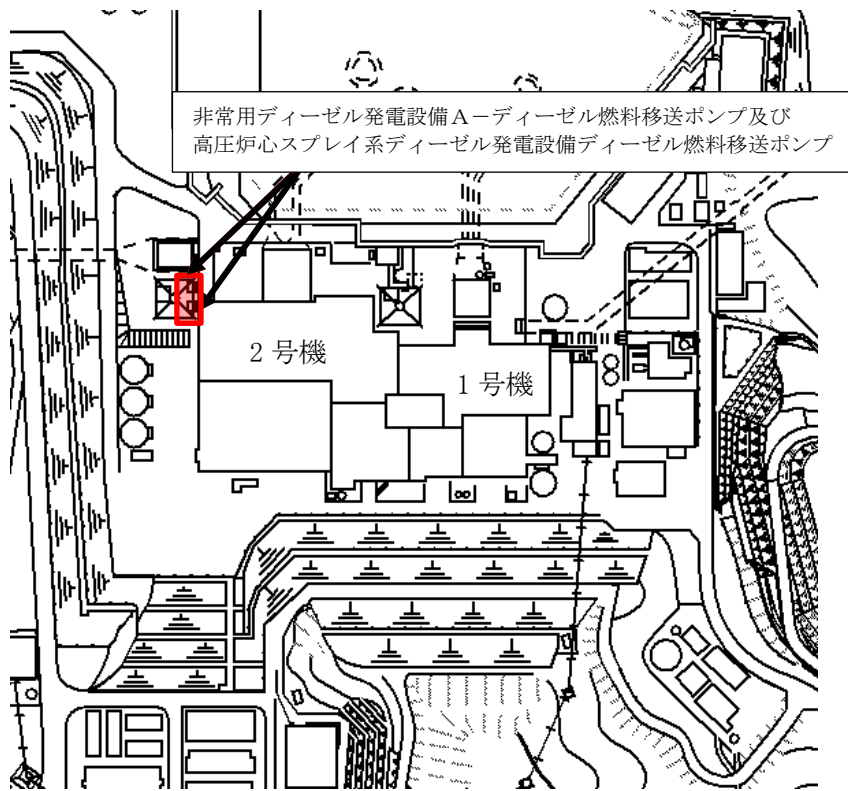 非常用ディーゼル発電設備A－ディーゼル燃料移送ポンプ及び
高圧炉心スプレイ系ディーゼル発電設備ディーゼル燃料移送ポンプ
2号機
1号機